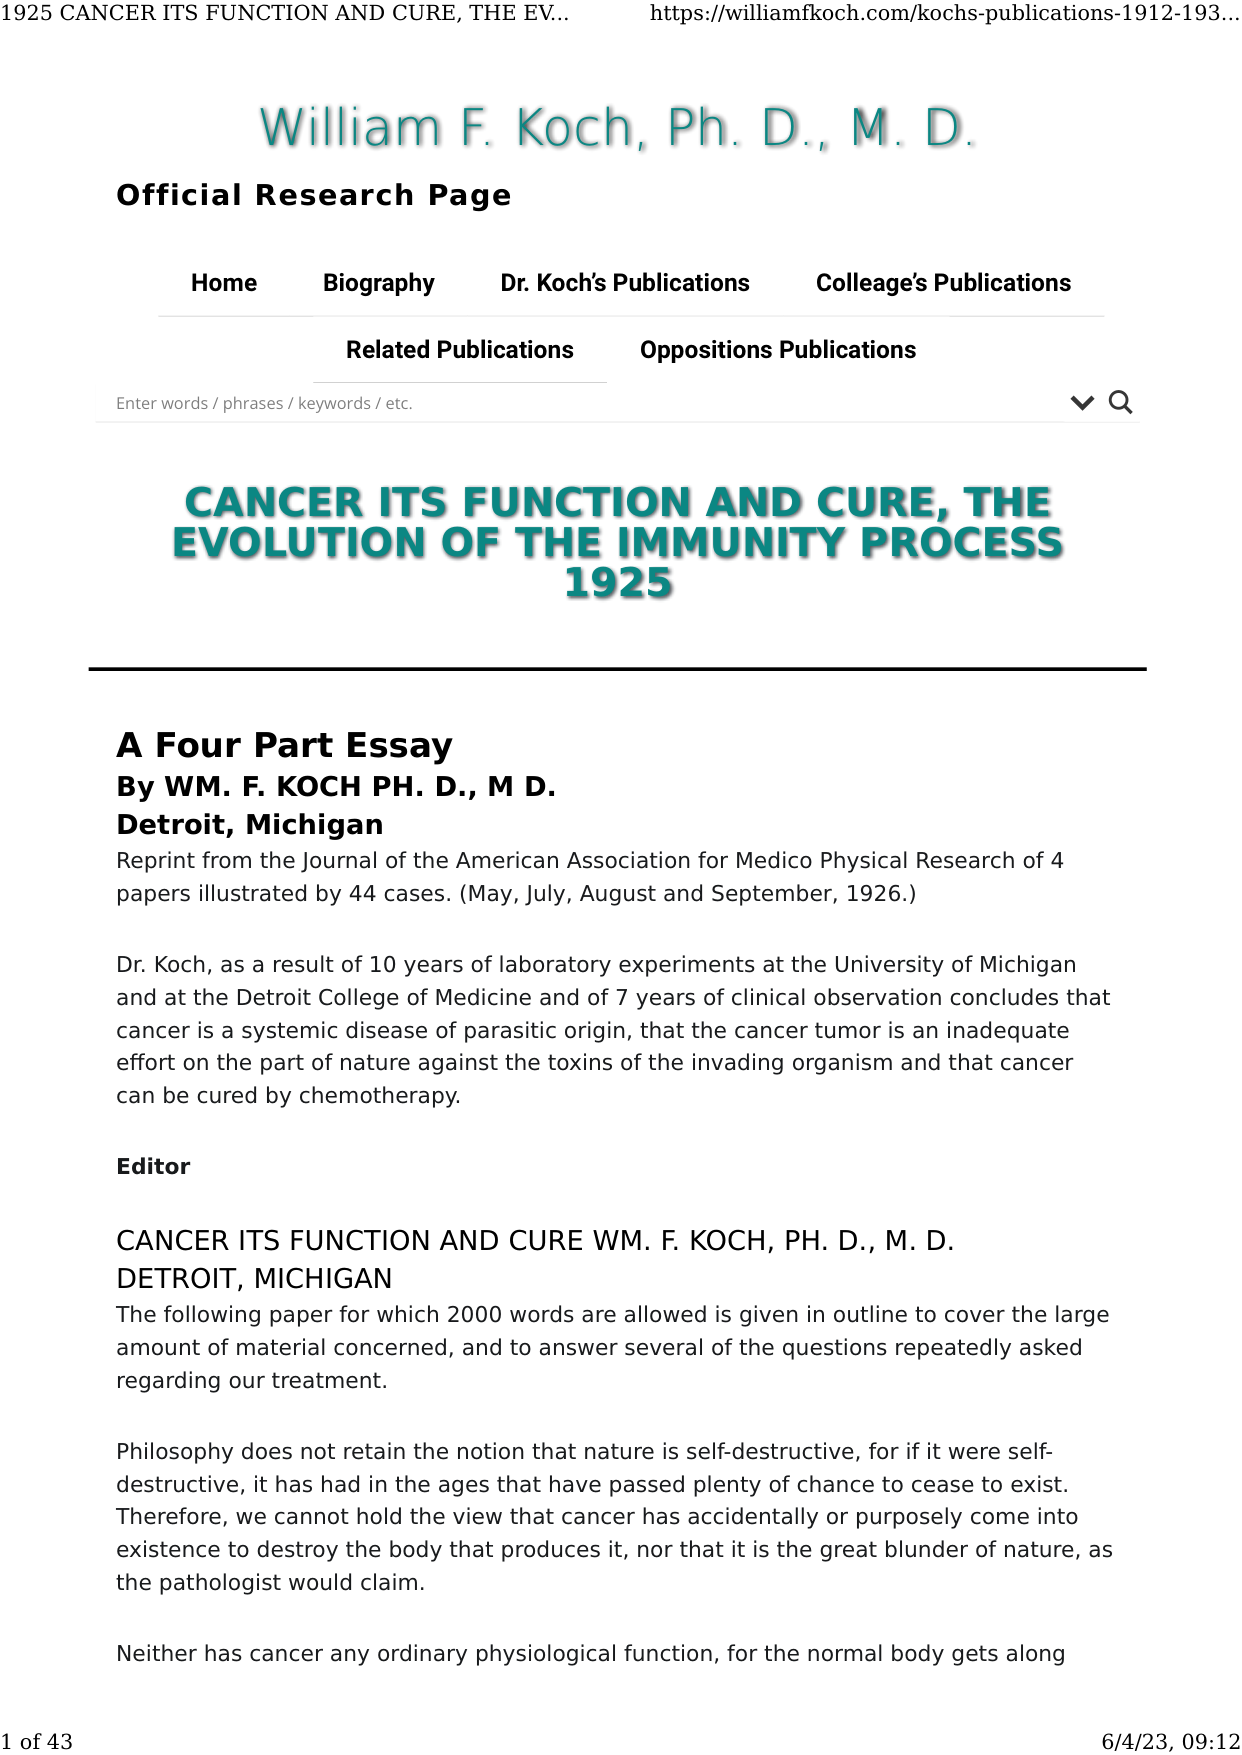 1925 CANCER ITS FUNCTION AND CURE, THE EV... https://williamfkoch.com/kochs-publications-1912-193...
William F. Koch, Ph. D., M. D.
Official Research Page
Home Biography Dr. Koch’s Publications Colleage’s Publications
Related Publications Oppositions Publications
Enter words / phrases / keywords / etc.
CANCER ITS FUNCTION AND CURE, THE
EVOLUTION OF THE IMMUNITY PROCESS
1925
A Four Part Essay
By WM. F. KOCH PH. D., M D.
Detroit, Michigan
Reprint from the Journal of the American Association for Medico Physical Research of 4
papers illustrated by 44 cases. (May, July, August and September, 1926.)
Dr. Koch, as a result of 10 years of laboratory experiments at the University of Michigan
and at the Detroit College of Medicine and of 7 years of clinical observation concludes that
cancer is a systemic disease of parasitic origin, that the cancer tumor is an inadequate
effort on the part of nature against the toxins of the invading organism and that cancer
can be cured by chemotherapy.
Editor
CANCER ITS FUNCTION AND CURE WM. F. KOCH, PH. D., M. D.
DETROIT, MICHIGAN
The following paper for which 2000 words are allowed is given in outline to cover the large
amount of material concerned, and to answer several of the questions repeatedly asked
regarding our treatment.
Philosophy does not retain the notion that nature is self-destructive, for if it were self-
destructive, it has had in the ages that have passed plenty of chance to cease to exist.
Therefore, we cannot hold the view that cancer has accidentally or purposely come into
existence to destroy the body that produces it, nor that it is the great blunder of nature, as
the pathologist would claim.
Neither has cancer any ordinary physiological function, for the normal body gets along
1 of 43 6/4/23, 09:12